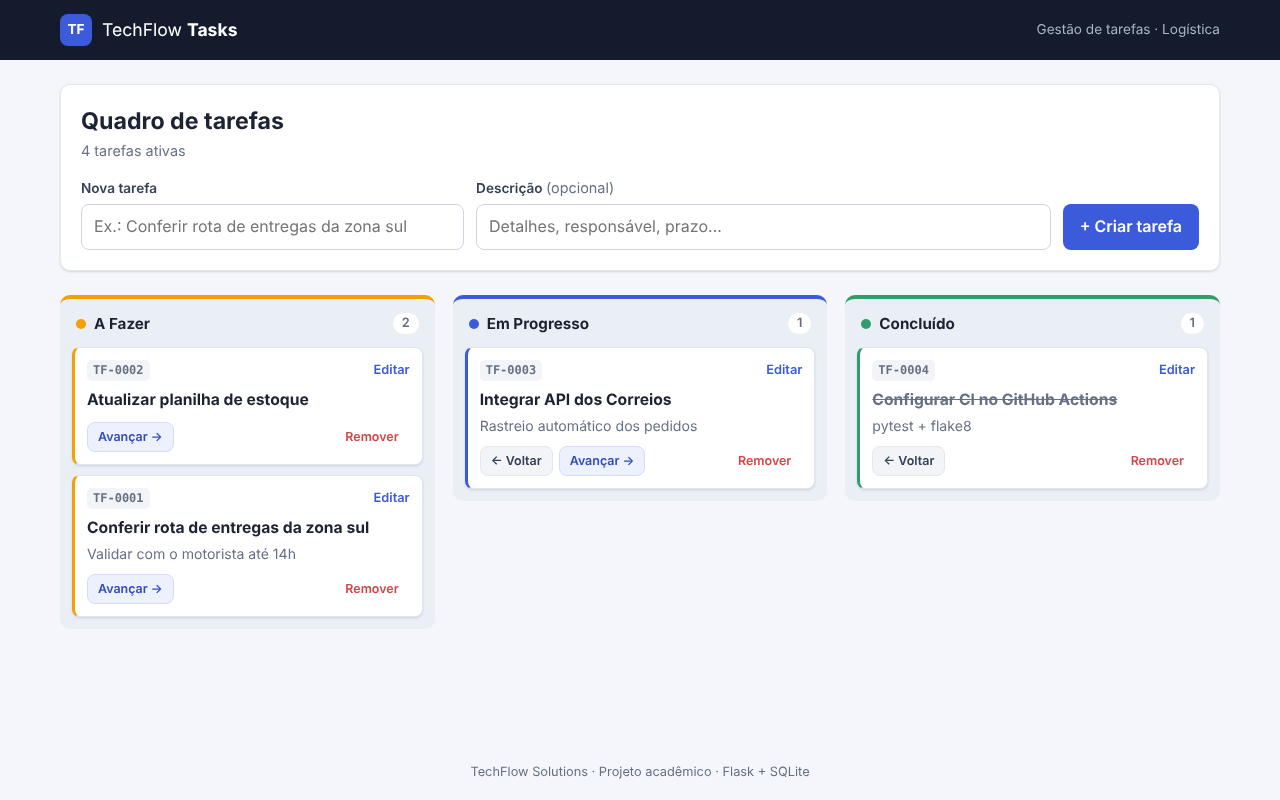 TF TechFlow Tasks
Gestão de tarefas · Logística
Quadro de tarefas
4 tarefas ativas
Nova tarefa
Ex.: Conferir rota de entregas da zona sul
Descrição (opcional)
Detalhes, responsável, prazo...
+ Criar tarefa
A Fazer 2
TF-0002 Editar
Atualizar planilha de estoque
Avançar → Remover
TF-0001 Editar
Conferir rota de entregas da zona sul
Validar com o motorista até 14h
Avançar → Remover
Em Progresso 1
TF-0003 Editar
Integrar API dos Correios
Rastreio automático dos pedidos
← Voltar Avançar → Remover
Concluído 1
TF-0004 Editar
Configurar CI no GitHub Actions
pytest + flake8
← Voltar Remover
TechFlow Solutions · Projeto acadêmico · Flask + SQLite